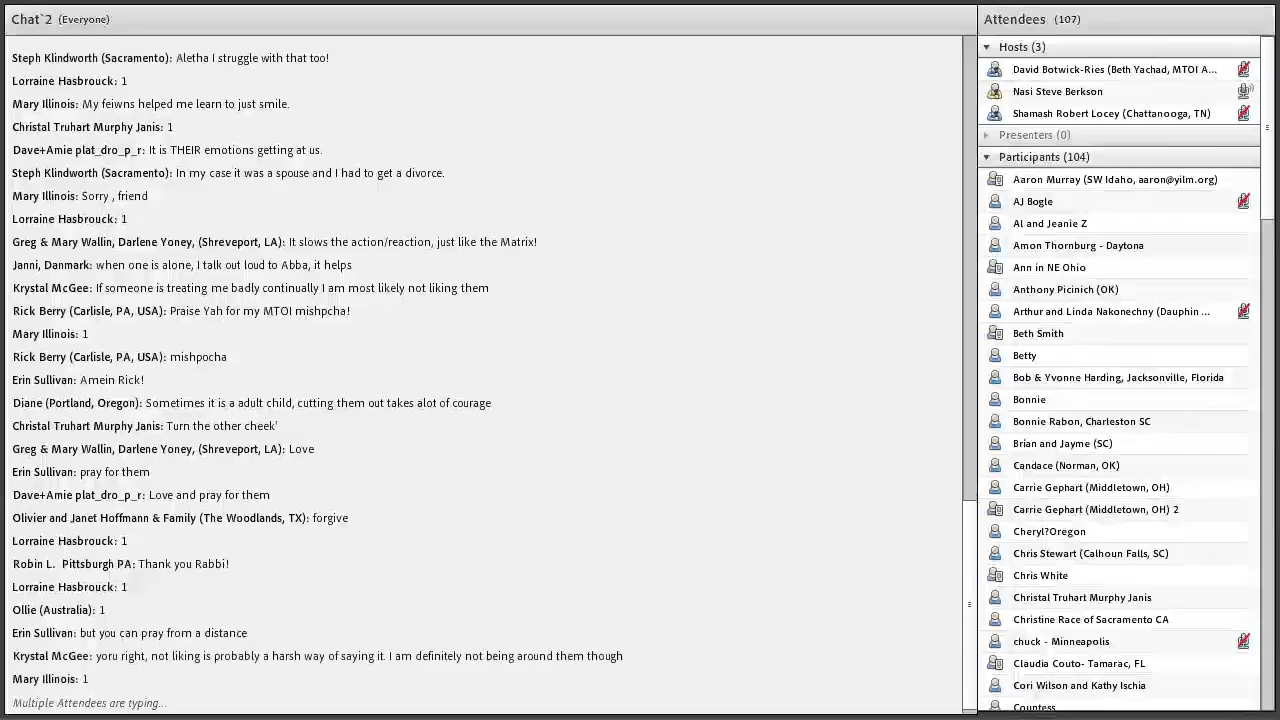 Chat`2 (Everyone)
Steph Klindworth (Sacramento): Aletha I struggle with that too!
Lorraine Hasbrouck: 1
Mary Illinois: My feiwns helped me learn to just smile.
Christal Truhart Murphy Janis: 1
Dave+Amie plat_dro_p_r: It is THEIR emotions getting at us.
Steph Klindworth (Sacramento): In my case it was a spouse and I had to get a divorce.
Mary Illinois: Sorry , friend
Lorraine Hasbrouck: 1
Greg & Mary Wallin, Darlene Yoney, (Shreveport, LA): It slows the action/reaction, just like the Matrix!
Janni, Danmark: when one is alone, I talk out loud to Abba, it helps
Krystal McGee: If someone is treating me badly continually I am most likely not liking them
Rick Berry (Carlisle, PA, USA): Praise Yah for my MTOI mishpcha!
Mary Illinois: 1
Rick Berry (Carlisle, PA, USA): mishpocha
Erin Sullivan: Amein Rick!
Diane (Portland, Oregon): Sometimes it is a adult child, cutting them out takes alot of courage
Christal Truhart Murphy Janis: Turn the other cheek'
Greg & Mary Wallin, Darlene Yoney, (Shreveport, LA): Love
Erin Sullivan: pray for them
Dave+Amie plat_dro_p_r: Love and pray for them
Olivier and Janet Hoffmann & Family (The Woodlands, TX): forgive
Lorraine Hasbrouck: 1
Robin L. Pittsburgh PA: Thank you Rabbi!
Lorraine Hasbrouck: 1
Ollie (Australia): 1
Erin Sullivan: but you can pray from a distance
Krystal McGee: yoru right, not liking is probably a harsh way of saying it. I am definitely not being around them though
Mary Illinois: 1
Multiple Attendees are typing...
Attendees (107)
Hosts (3)
David Botwick-Ries (Beth Yachad, MTOI A...
Nasi Steve Berkson
Shamash Robert Locey (Chattanooga, TN)
Presenters (0)
Participants (104)
Aaron Murray (SW Idaho, aaron@yilm.org)
AJ Bogle
Al and Jeanie Z
Amon Thornburg - Daytona
Ann in NE Ohio
Anthony Picinich (OK)
Arthur and Linda Nakonechny (Dauphin ...
Beth Smith
Betty
Bob & Yvonne Harding, Jacksonville, Florida
Bonnie
Bonnie Rabon, Charleston SC
Brian and Jayme (SC)
Candace (Norman, OK)
Carrie Gephart (Middletown, OH)
Carrie Gephart (Middletown, OH) 2
Cheryl?Oregon
Chris Stewart (Calhoun Falls, SC)
Chris White
Christal Truhart Murphy Janis
Christine Race of Sacramento CA
chuck - Minneapolis
Claudia Couto- Tamarac, FL
Cori Wilson and Kathy Ischia
Countess